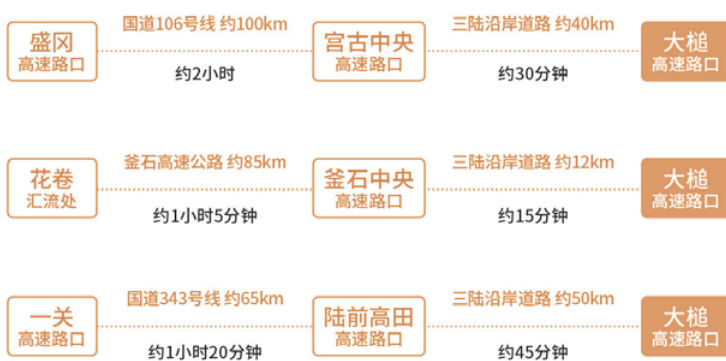 国道106号线 约100km
三陆沿岸道路 约40km
盛冈
高速路口
宫古中央
高速路口
大槌
高速路口
约2小时
约30分钟
釜石高速公路 约85km
三陆沿岸道路 约12km
花卷
汇流处
釜石中央
高速路口
大槌
高速路口
约1小时5分钟
约15分钟
国道343号线 约65km
三陆沿岸道路 约50km
一关
高速路口
陆前高田
高速路口
大槌
高速路口
约1小时20分钟
约45分钟